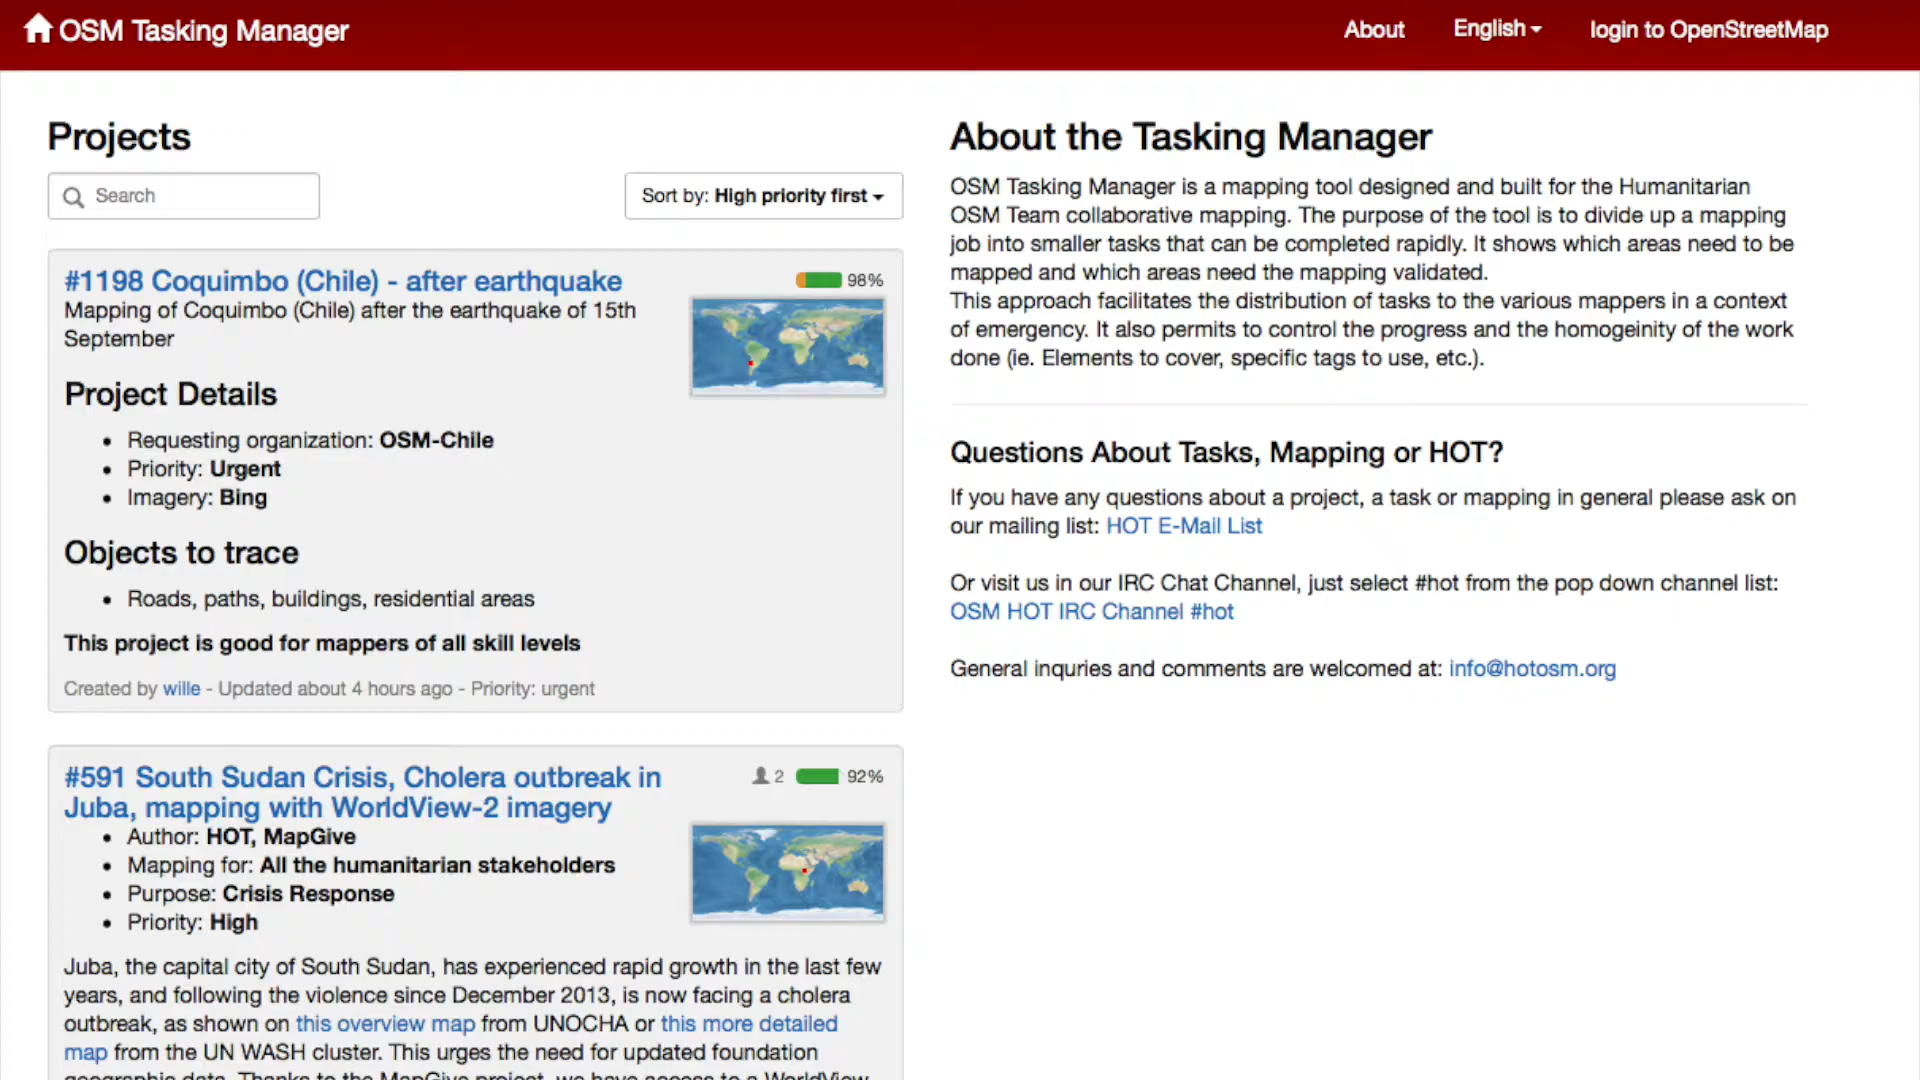 OSM Tasking Manager
About
English
login to OpenStreetMap
Projects
Search
Sort by: High priority first
#1198 Coquimbo (Chile) - after earthquake
98%
Mapping of Coquimbo (Chile) after the earthquake of 15th
September
Project Details
Requesting organization: OSM-Chile
Priority: Urgent
Imagery: Bing
Objects to trace
Roads, paths, buildings, residential areas
This project is good for mappers of all skill levels
Created by wille - Updated about 4 hours ago - Priority: urgent
#591 South Sudan Crisis, Cholera outbreak in
Juba, mapping with WorldView-2 imagery
2
92%
Author: HOT, MapGive
Mapping for: All the humanitarian stakeholders
Purpose: Crisis Response
Priority: High
Juba, the capital city of South Sudan, has experienced rapid growth in the last few
years, and following the violence since December 2013, is now facing a cholera
outbreak, as shown on this overview map from UNOCHA or this more detailed
map from the UN WASH cluster. This urges the need for updated foundation
geographic data. Thanks to the MapGive project, we have access to a WorldView
About the Tasking Manager
OSM Tasking Manager is a mapping tool designed and built for the Humanitarian
OSM Team collaborative mapping. The purpose of the tool is to divide up a mapping
job into smaller tasks that can be completed rapidly. It shows which areas need to be
mapped and which areas need the mapping validated.
This approach facilitates the distribution of tasks to the various mappers in a context
of emergency. It also permits to control the progress and the homogeinity of the work
done (ie. Elements to cover, specific tags to use, etc.).
Questions About Tasks, Mapping or HOT?
If you have any questions about a project, a task or mapping in general please ask on
our mailing list: HOT E-Mail List
Or visit us in our IRC Chat Channel, just select #hot from the pop down channel list:
OSM HOT IRC Channel #hot
General inquries and comments are welcomed at: info@hotosm.org